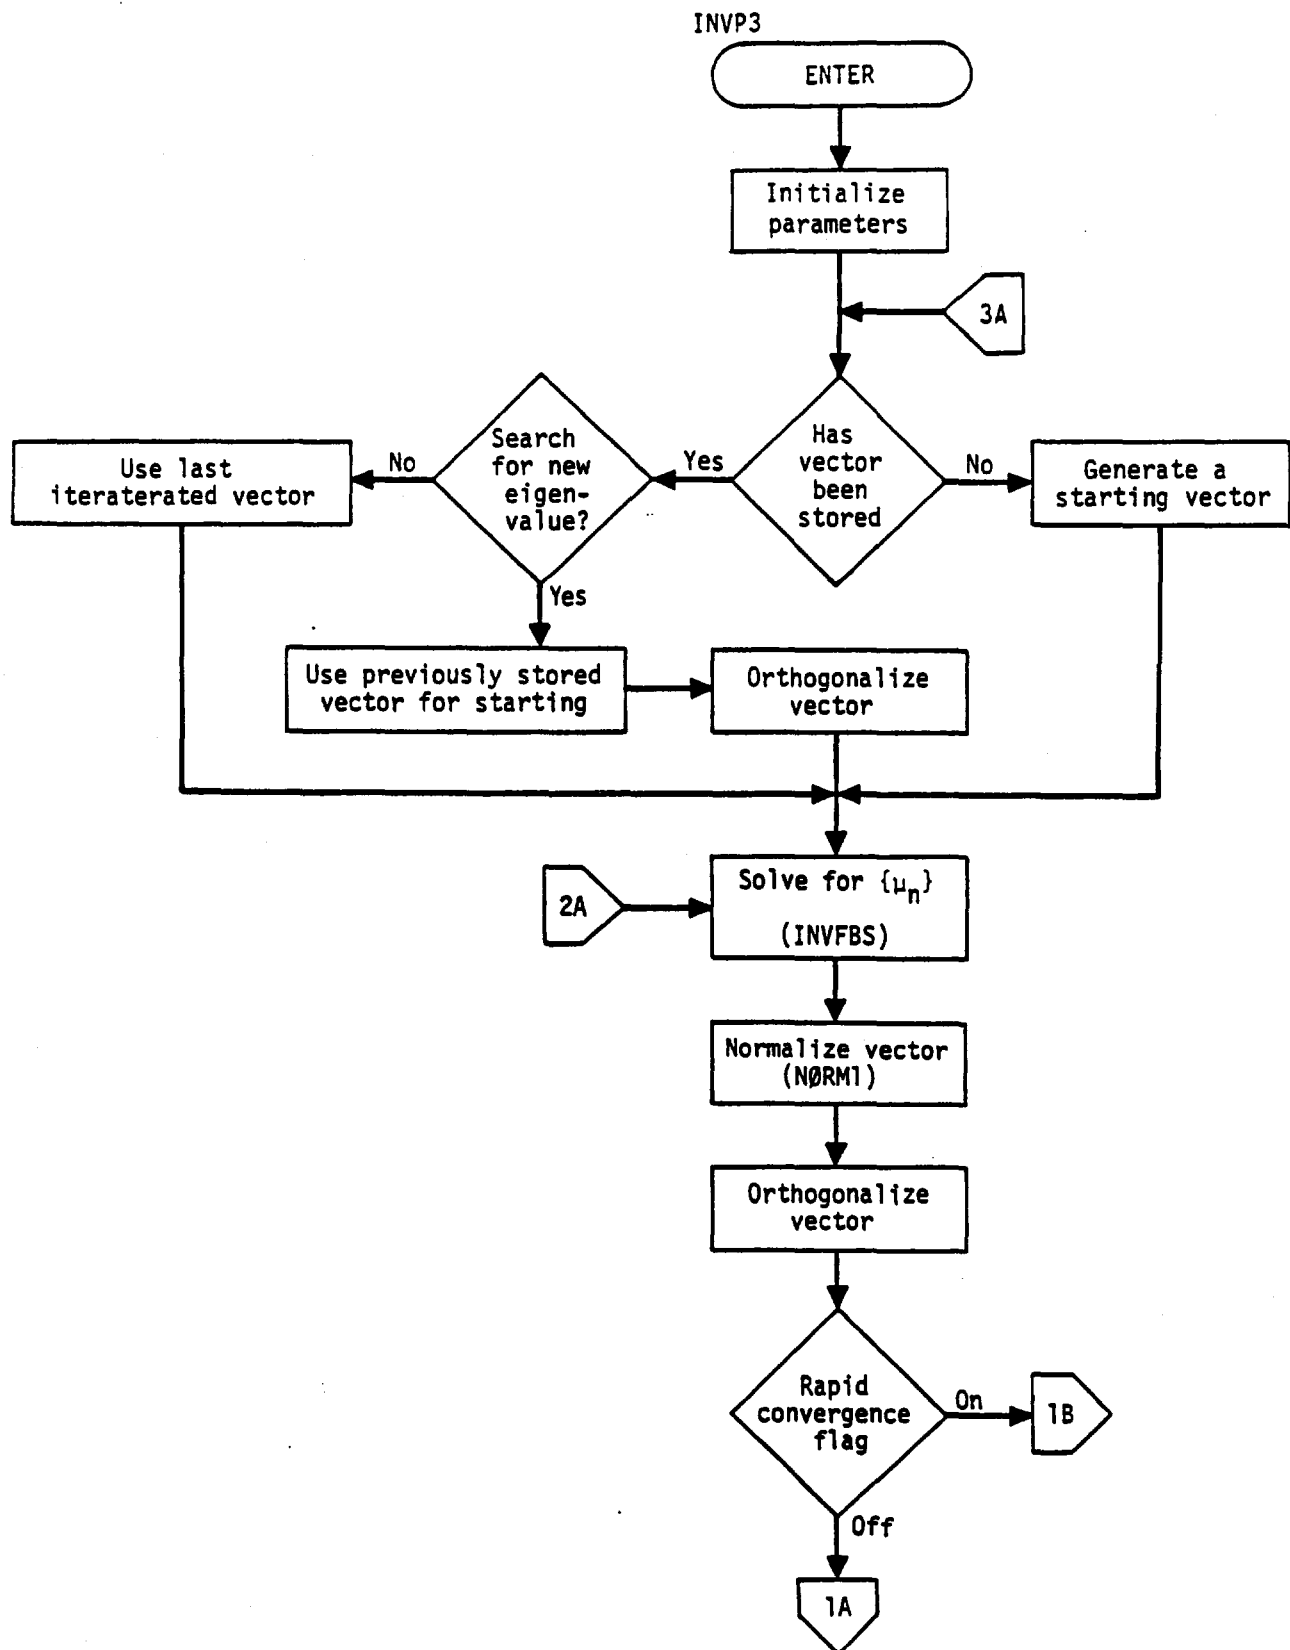 INVP3
ENTER
Initialize
parameters
3A
Has
vector
been
stored
Yes
No
Search
for new
eigen-
value?
No
Yes
Use last
iteraterated vector
Generate a
starting vector
Use previously stored
vector for starting
Orthogonalize
vector
2A
Solve for {μn}
(INVFBS)
Normalize vector
(NØRM1)
Orthogonalize
vector
Rapid
convergence
flag
On
1B
Off
1A